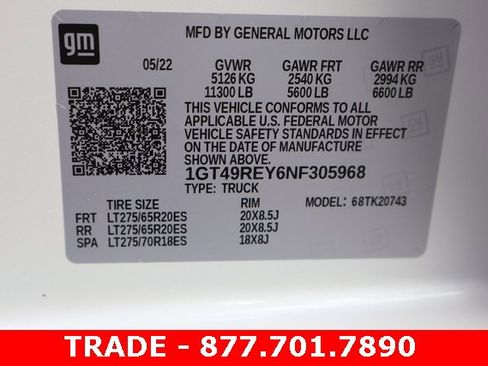 gm
MFD BY GENERAL MOTORS LLC
05/22 GVWR GAWR FRT GAWR RR
5126 KG 2540 KG 2994 KG
11300 LB 5600 LB 6600 LB
THIS VEHICLE CONFORMS TO ALL
APPLICABLE U.S. FEDERAL MOTOR
VEHICLE SAFETY STANDARDS IN EFFECT
ON THE DATE OF MANUFACTURE
SHOWN ABOVE.
1GT49REY6NF305968
TYPE: TRUCK
MODEL: 68TK20743
TIRE SIZE RIM
FRT LT275/65R20ES 20X8.5J
RR LT275/65R20ES 20X8.5J
SPA LT275/70R18ES 18X8J
TRADE - 877.701.7890